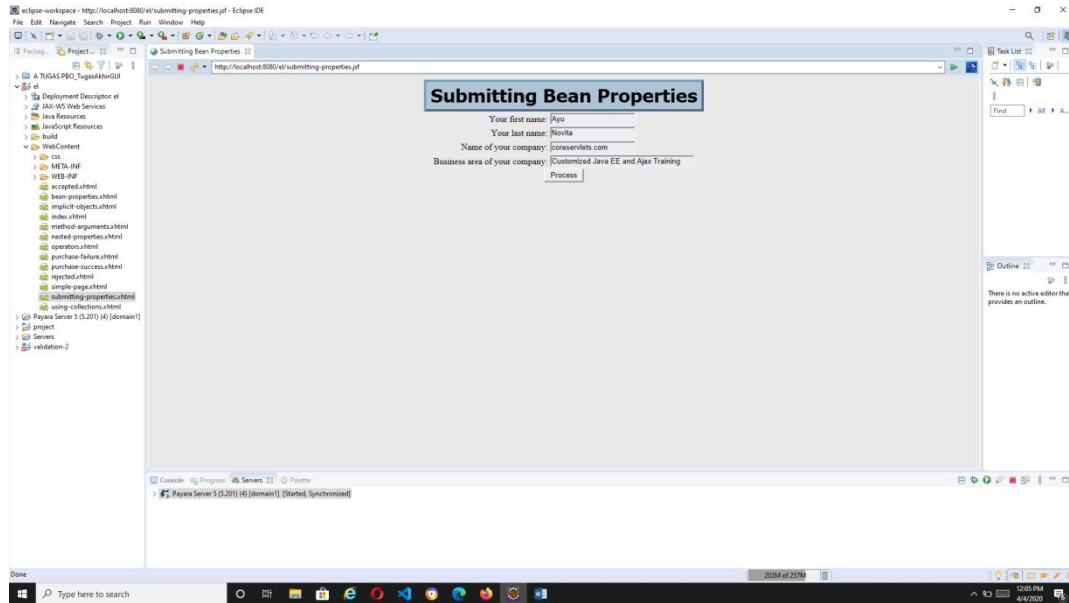 eclipse-workspace - http://localhost:8080/el/submitting-properties.jsf - Eclipse IDE
File Edit Navigate Search Project Run Window Help
Packag... Project ...
A TUGAS PBO_TugasAkhirGUI
el
Deployment Descriptor: el
JAX-WS Web Services
Java Resources
JavaScript Resources
build
WebContent
css
META-INF
WEB-INF
accepted.xhtml
bean-properties.xhtml
implicit-objects.xhtml
index.xhtml
method-arguments.xhtml
nested-properties.xhtml
operators.xhtml
purchase-failure.xhtml
purchase-success.xhtml
rejected.xhtml
simple-page.xhtml
submitting-properties.xhtml
using-collections.xhtml
Payara Server 5 (5.201) (4) [domain1]
project
Servers
validation-2
Submitting Bean Properties
http://localhost:8080/el/submitting-properties.jsf
Submitting Bean Properties
Your first name: Ayu
Your last name: Novita
Name of your company: coreservlets.com
Business area of your company: Customized Java EE and Ajax Training
Process
Task List
Find All A...
Outline
There is no active editor tha
provides an outline.
Console Progress Servers Palette
Payara Server 5 (5.201) (4) [domain1] [Started, Synchronized]
Done
202M of 257M
Type here to search
12:05 PM
4/4/2020